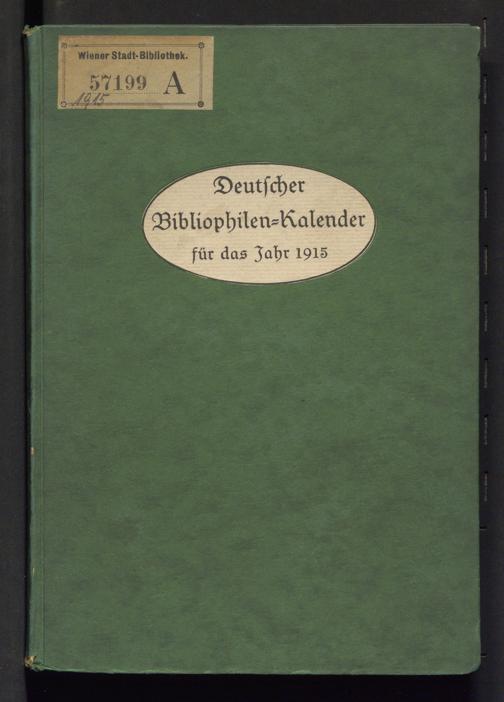 Wiener Stadt-Bibliothek.
57199 A
1915
Deutſcher
Bibliophilen=Kalender
für das Jahr 1915